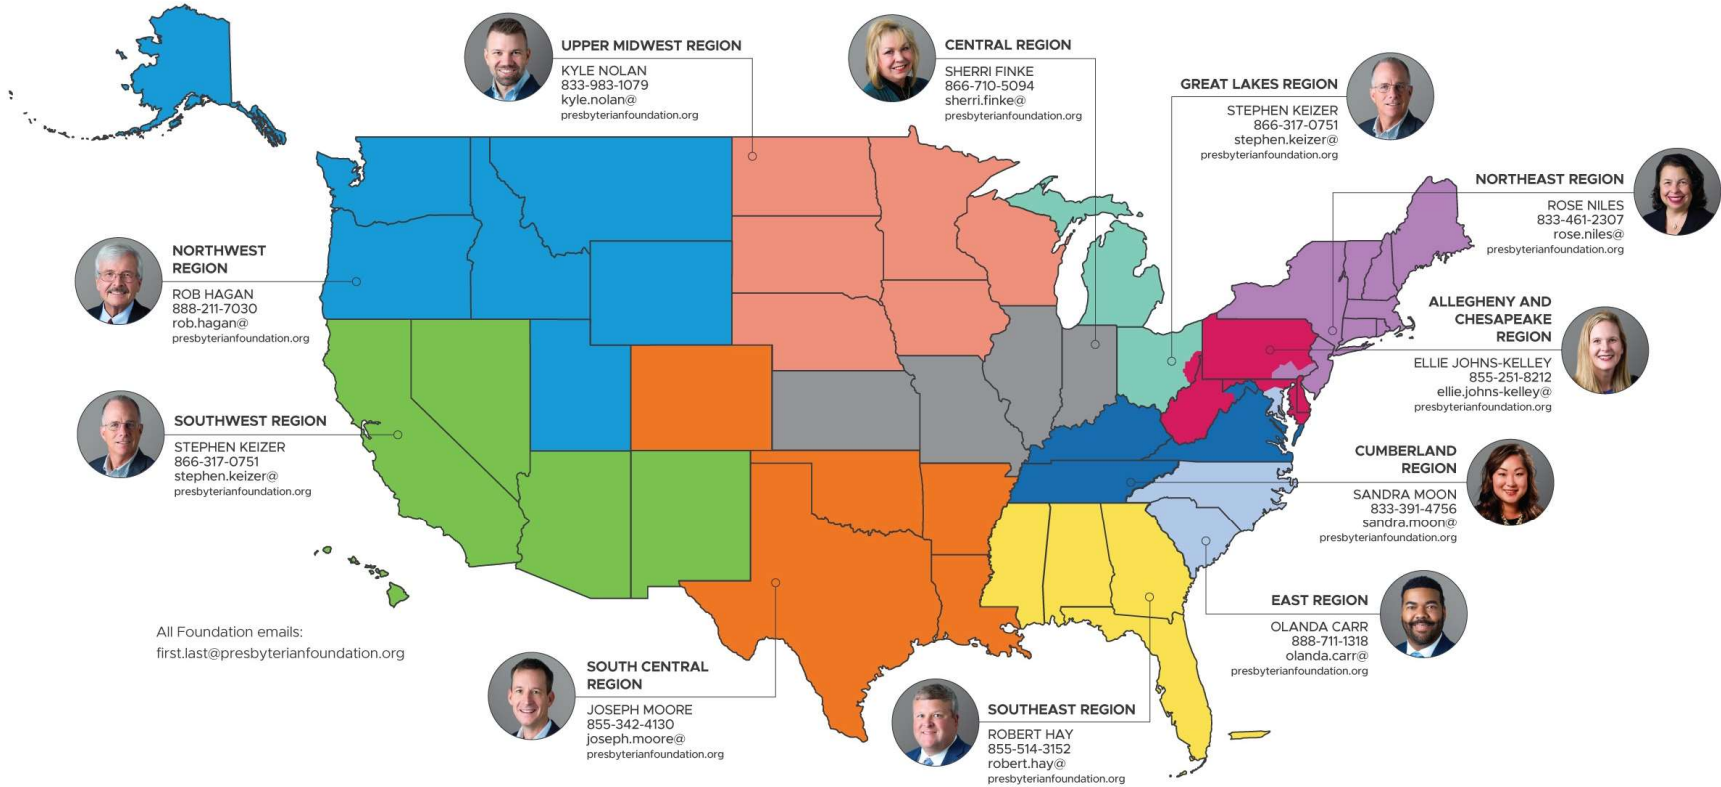 UPPER MIDWEST REGION
KYLE NOLAN
833-983-1079
kyle.nolan@
presbyterianfoundation.org
CENTRAL REGION
SHERRI FINKE
866-710-5094
sherri.finke@
presbyterianfoundation.org
GREAT LAKES REGION
STEPHEN KEIZER
866-317-0751
stephen.keizer@
presbyterianfoundation.org
NORTHEAST REGION
ROSE NILES
833-461-2307
rose.niles@
presbyterianfoundation.org
NORTHWEST
REGION
ROB HAGAN
888-211-7030
rob.hagan@
presbyterianfoundation.org
ALLEGHENY AND
CHESAPEAKE
REGION
ELLIE JOHNS-KELLEY
855-251-8212
ellie.johns-kelley@
presbyterianfoundation.org
SOUTHWEST REGION
STEPHEN KEIZER
866-317-0751
stephen.keizer@
presbyterianfoundation.org
CUMBERLAND
REGION
SANDRA MOON
833-391-4756
sandra.moon@
presbyterianfoundation.org
EAST REGION
OLANDA CARR
888-711-1318
olanda.carr@
presbyterianfoundation.org
All Foundation emails:
first.last@presbyterianfoundation.org
SOUTH CENTRAL
REGION
JOSEPH MOORE
855-342-4130
joseph.moore@
presbyterianfoundation.org
SOUTHEAST REGION
ROBERT HAY
855-514-3152
robert.hay@
presbyterianfoundation.org